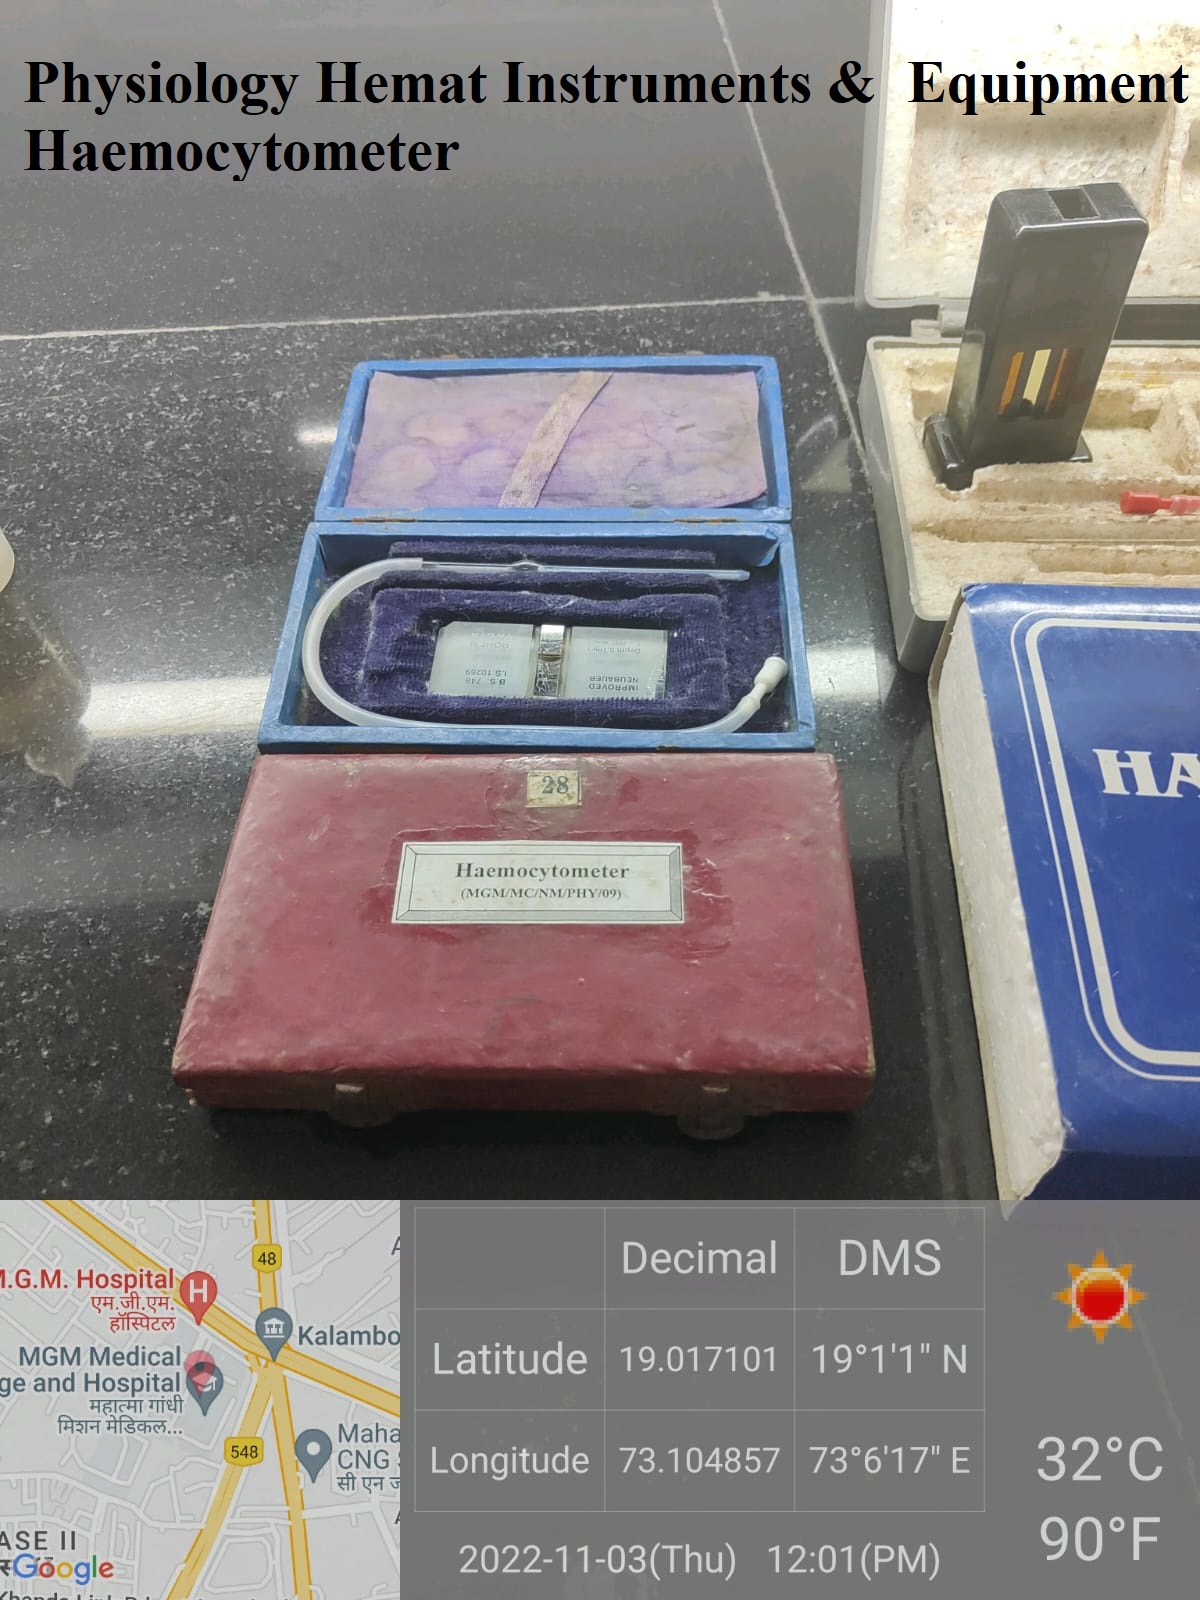 Physiology Hemat Instruments & Equipment
Haemocytometer
IMPROVED
NEUBAUER
B.S. 748
I.S. 10269
28
Haemocytometer
(MGM/MC/NM/PHY/09)
HA
48
M.G.M. Hospital
एम.जी.एम.
हॉस्पिटल
Kalambo
MGM Medical
ge and Hospital
महात्मा गांधी
मिशन मेडिकल...
548
Maha
CNG
सी एन ज
ASE II
Google
Decimal DMS
Latitude 19.017101 19°1'1" N
Longitude 73.104857 73°6'17" E
2022-11-03(Thu) 12:01(PM)
32°C
90°F